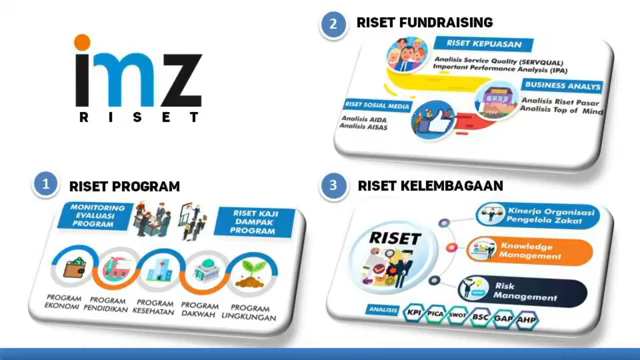 imz
RISET
1 RISET PROGRAM
MONITORING
EVALUASI
PROGRAM
RISET KAJI
DAMPAK
PROGRAM
PROGRAM
EKONOMI
PROGRAM
PENDIDIKAN
PROGRAM
KESEHATAN
PROGRAM
DAKWAH
PROGRAM
LINGKUNGAN
2 RISET FUNDRAISING
RISET KEPUASAN
Analisis Service Quality (SERVQUAL)
Important Performance Analysis (IPA)
BUSINESS ANALYS
Analisis Riset Pasar
Analisis Top of Mind
RISET SOSIAL MEDIA
Analisis AIDA
Analisis AISAS
3 RISET KELEMBAGAAN
RISET
Kinerja Organisasi
Pengelola Zakat
Knowledge
Management
Risk
Management
ANALISIS KPI PICA SWOT BSC GAP AHP